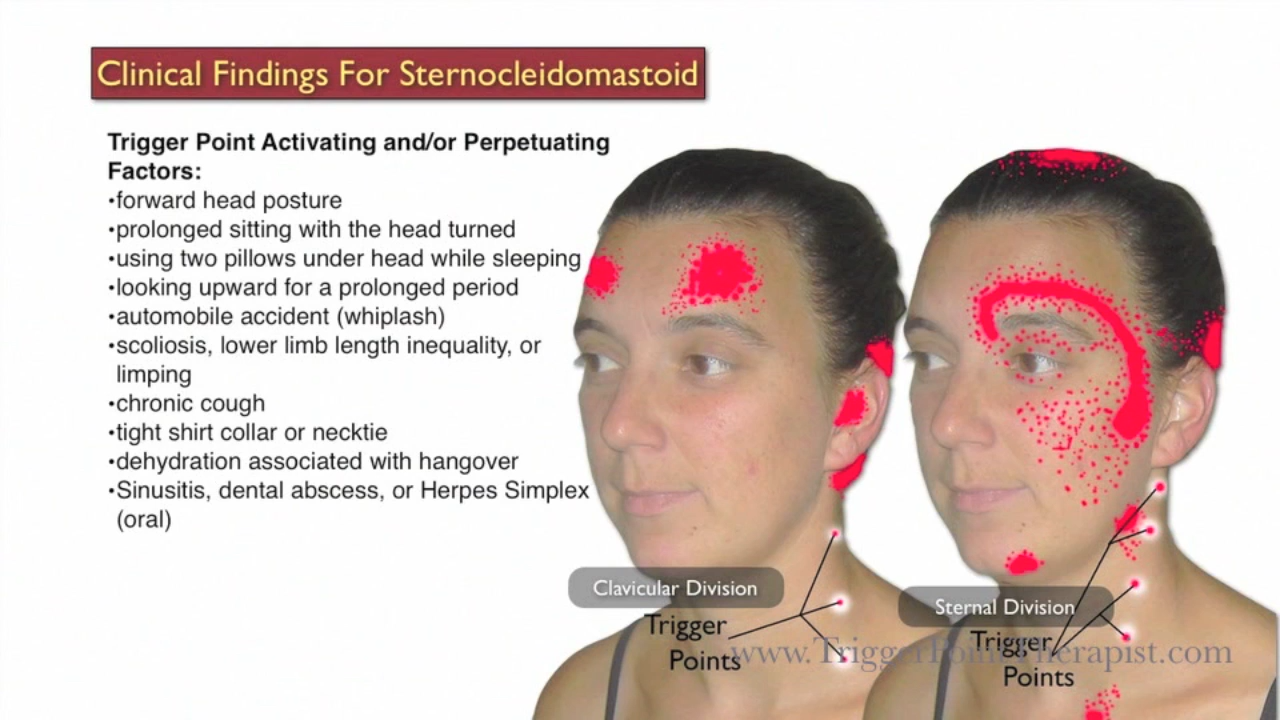 Clinical Findings For Sternocleidomastoid
Trigger Point Activating and/or Perpetuating
Factors:
•forward head posture
•prolonged sitting with the head turned
•using two pillows under head while sleeping
•looking upward for a prolonged period
•automobile accident (whiplash)
•scoliosis, lower limb length inequality, or
limping
•chronic cough
•tight shirt collar or necktie
•dehydration associated with hangover
•Sinusitis, dental abscess, or Herpes Simplex
(oral)
Clavicular Division
Trigger
Points
Sternal Division
Trigger
Points
www.TriggerPointTherapist.com